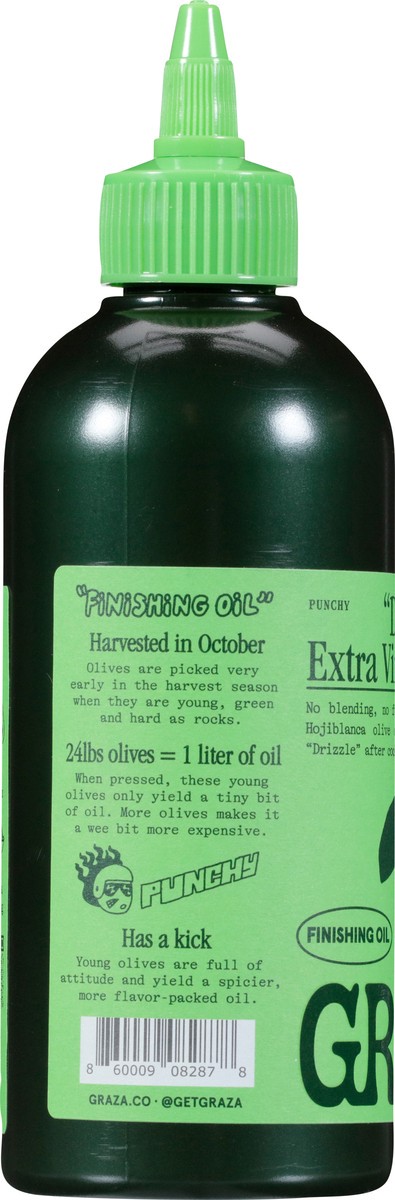 "FINISHING OIL"
Harvested in October
Olives are picked very
early in the harvest season
when they are young, green
and hard as rocks.
24lbs olives = 1 liter of oil
When pressed, these young
olives only yield a tiny bit
of oil. More olives makes it
a wee bit more expensive.
PUNCHY
Has a kick
Young olives are full of
attitude and yield a spicier,
more flavor-packed oil.
8 60009 08287 8
GRAZA.CO · @GETGRAZA
PUNCHY
"D
Extra Vi
No blending, no f
Hojiblanca olive
"Drizzle" after coo
FINISHING OIL
GR